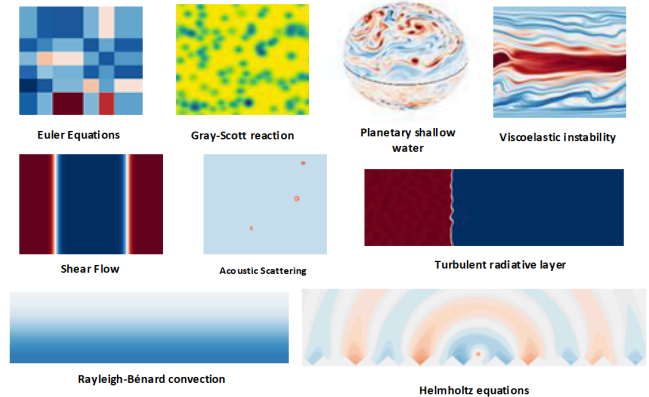 Euler Equations
Gray-Scott reaction
Planetary shallow
water
Viscoelastic instability
Shear Flow
Acoustic Scattering
Turbulent radiative layer
Rayleigh-Bénard convection
Helmholtz equations